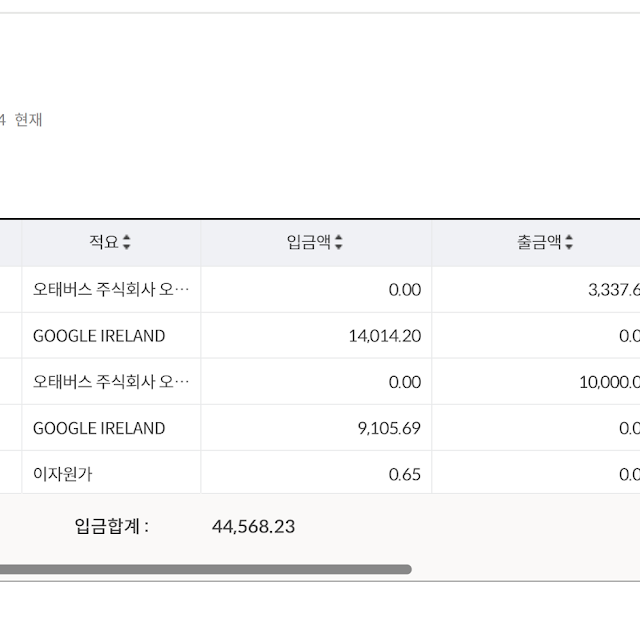 4 현재
적요 입금액 출금액
오태버스 주식회사 오… 0.00 3,337.6
GOOGLE IRELAND 14,014.20 0.0
오태버스 주식회사 오… 0.00 10,000.0
GOOGLE IRELAND 9,105.69 0.0
이자원가 0.65 0.0
입금합계 : 44,568.23